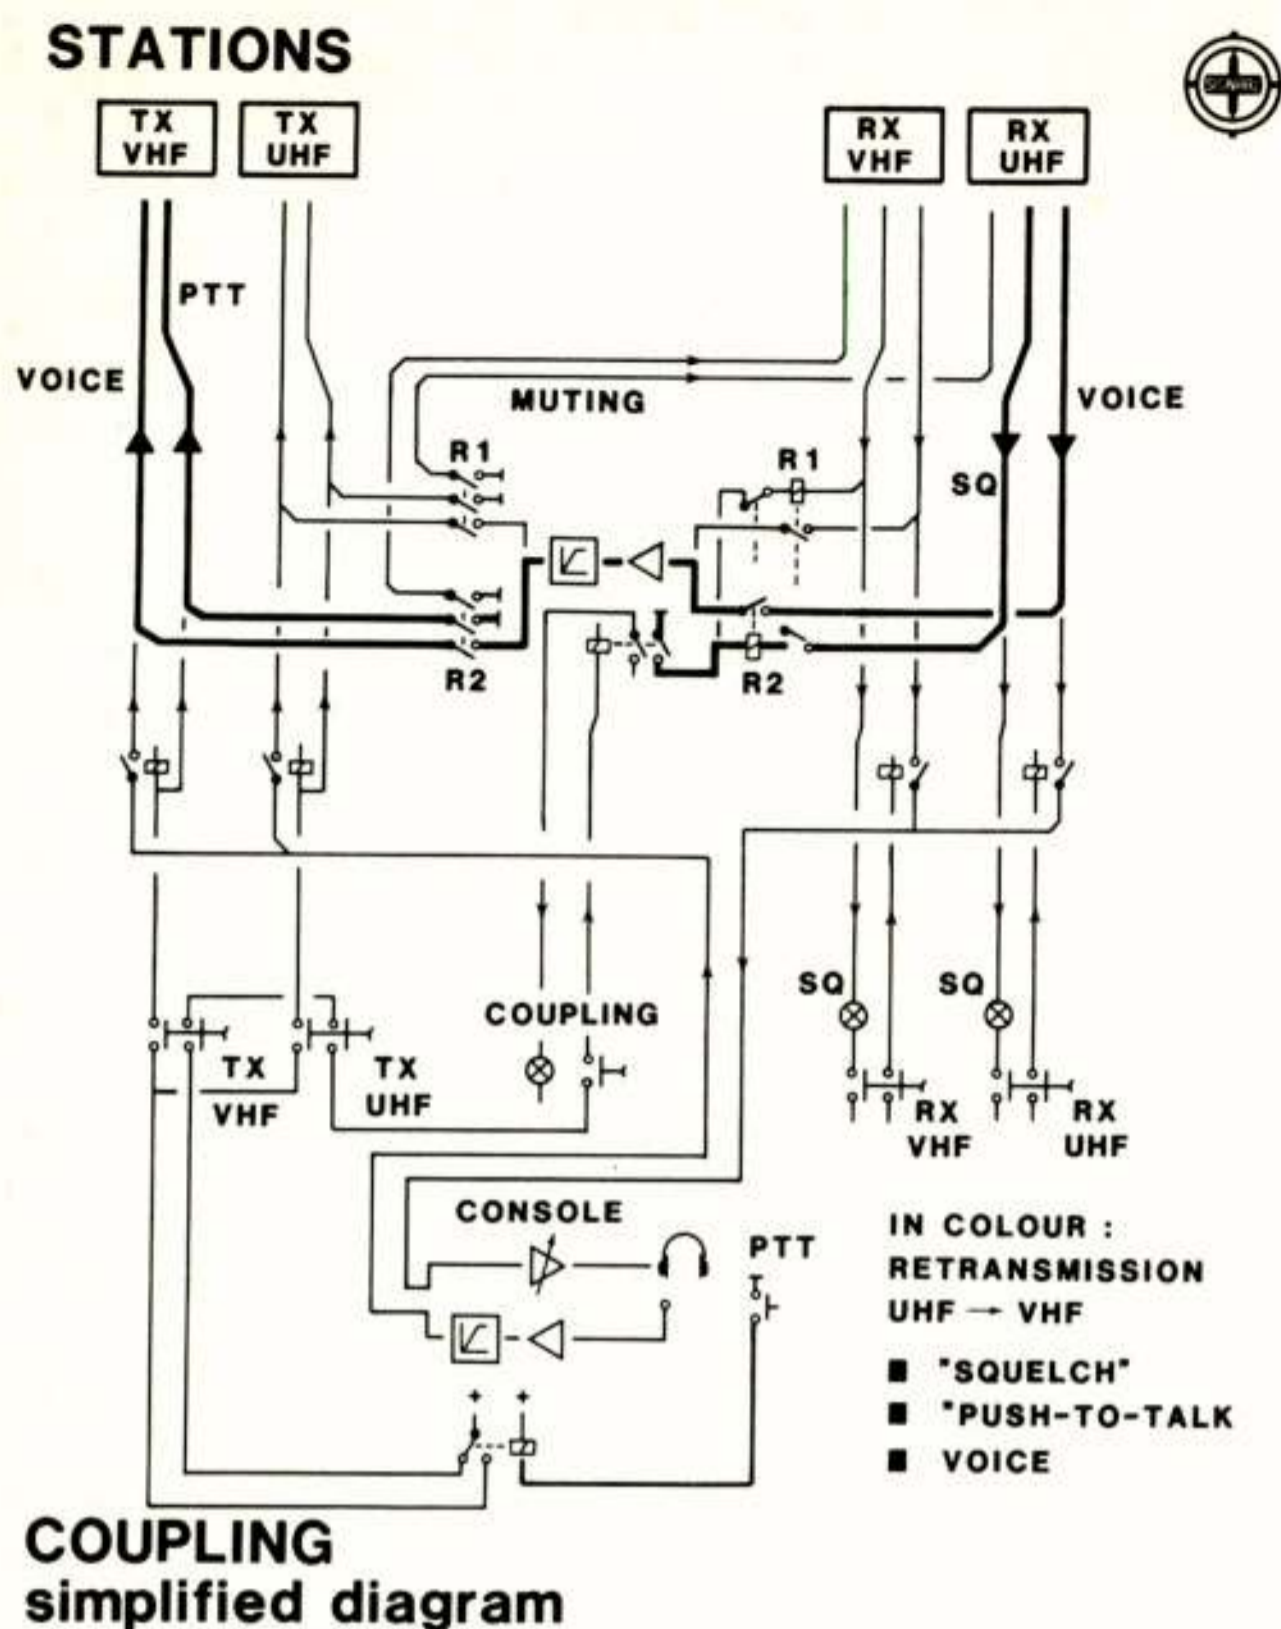 STATIONS
TX
VHF
TX
UHF
RX
VHF
RX
UHF
PTT
VOICE
MUTING
VOICE
R1
R1
SQ
R2
R2
SQ
SQ
COUPLING
TX
VHF
TX
UHF
RX
VHF
RX
UHF
CONSOLE
PTT
IN COLOUR :
RETRANSMISSION
UHF → VHF
■ "SQUELCH"
■ "PUSH-TO-TALK
■ VOICE
+ +
COUPLING
simplified diagram